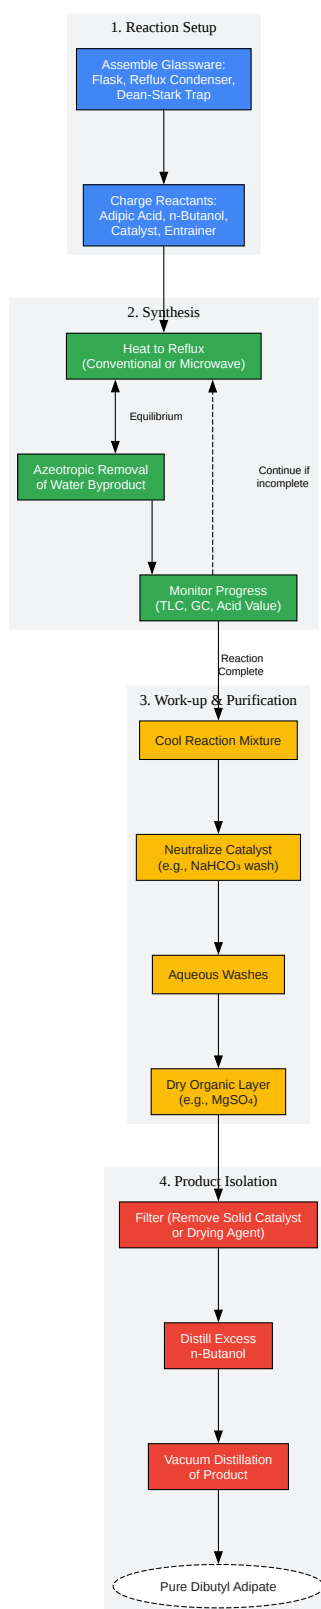 1. Reaction Setup
Assemble Glassware:
Flask, Reflux Condenser,
Dean-Stark Trap
Charge Reactants:
Adipic Acid, n-Butanol,
Catalyst, Entrainer
2. Synthesis
Heat to Reflux
(Conventional or Microwave)
Equilibrium
Azeotropic Removal
of Water Byproduct
Continue if
incomplete
Monitor Progress
(TLC, GC, Acid Value)
Reaction
Complete
3. Work-up & Purification
Cool Reaction Mixture
Neutralize Catalyst
(e.g., NaHCO₃ wash)
Aqueous Washes
Dry Organic Layer
(e.g., MgSO₄)
4. Product Isolation
Filter (Remove Solid Catalyst
or Drying Agent)
Distill Excess
n-Butanol
Vacuum Distillation
of Product
Pure Dibutyl Adipate